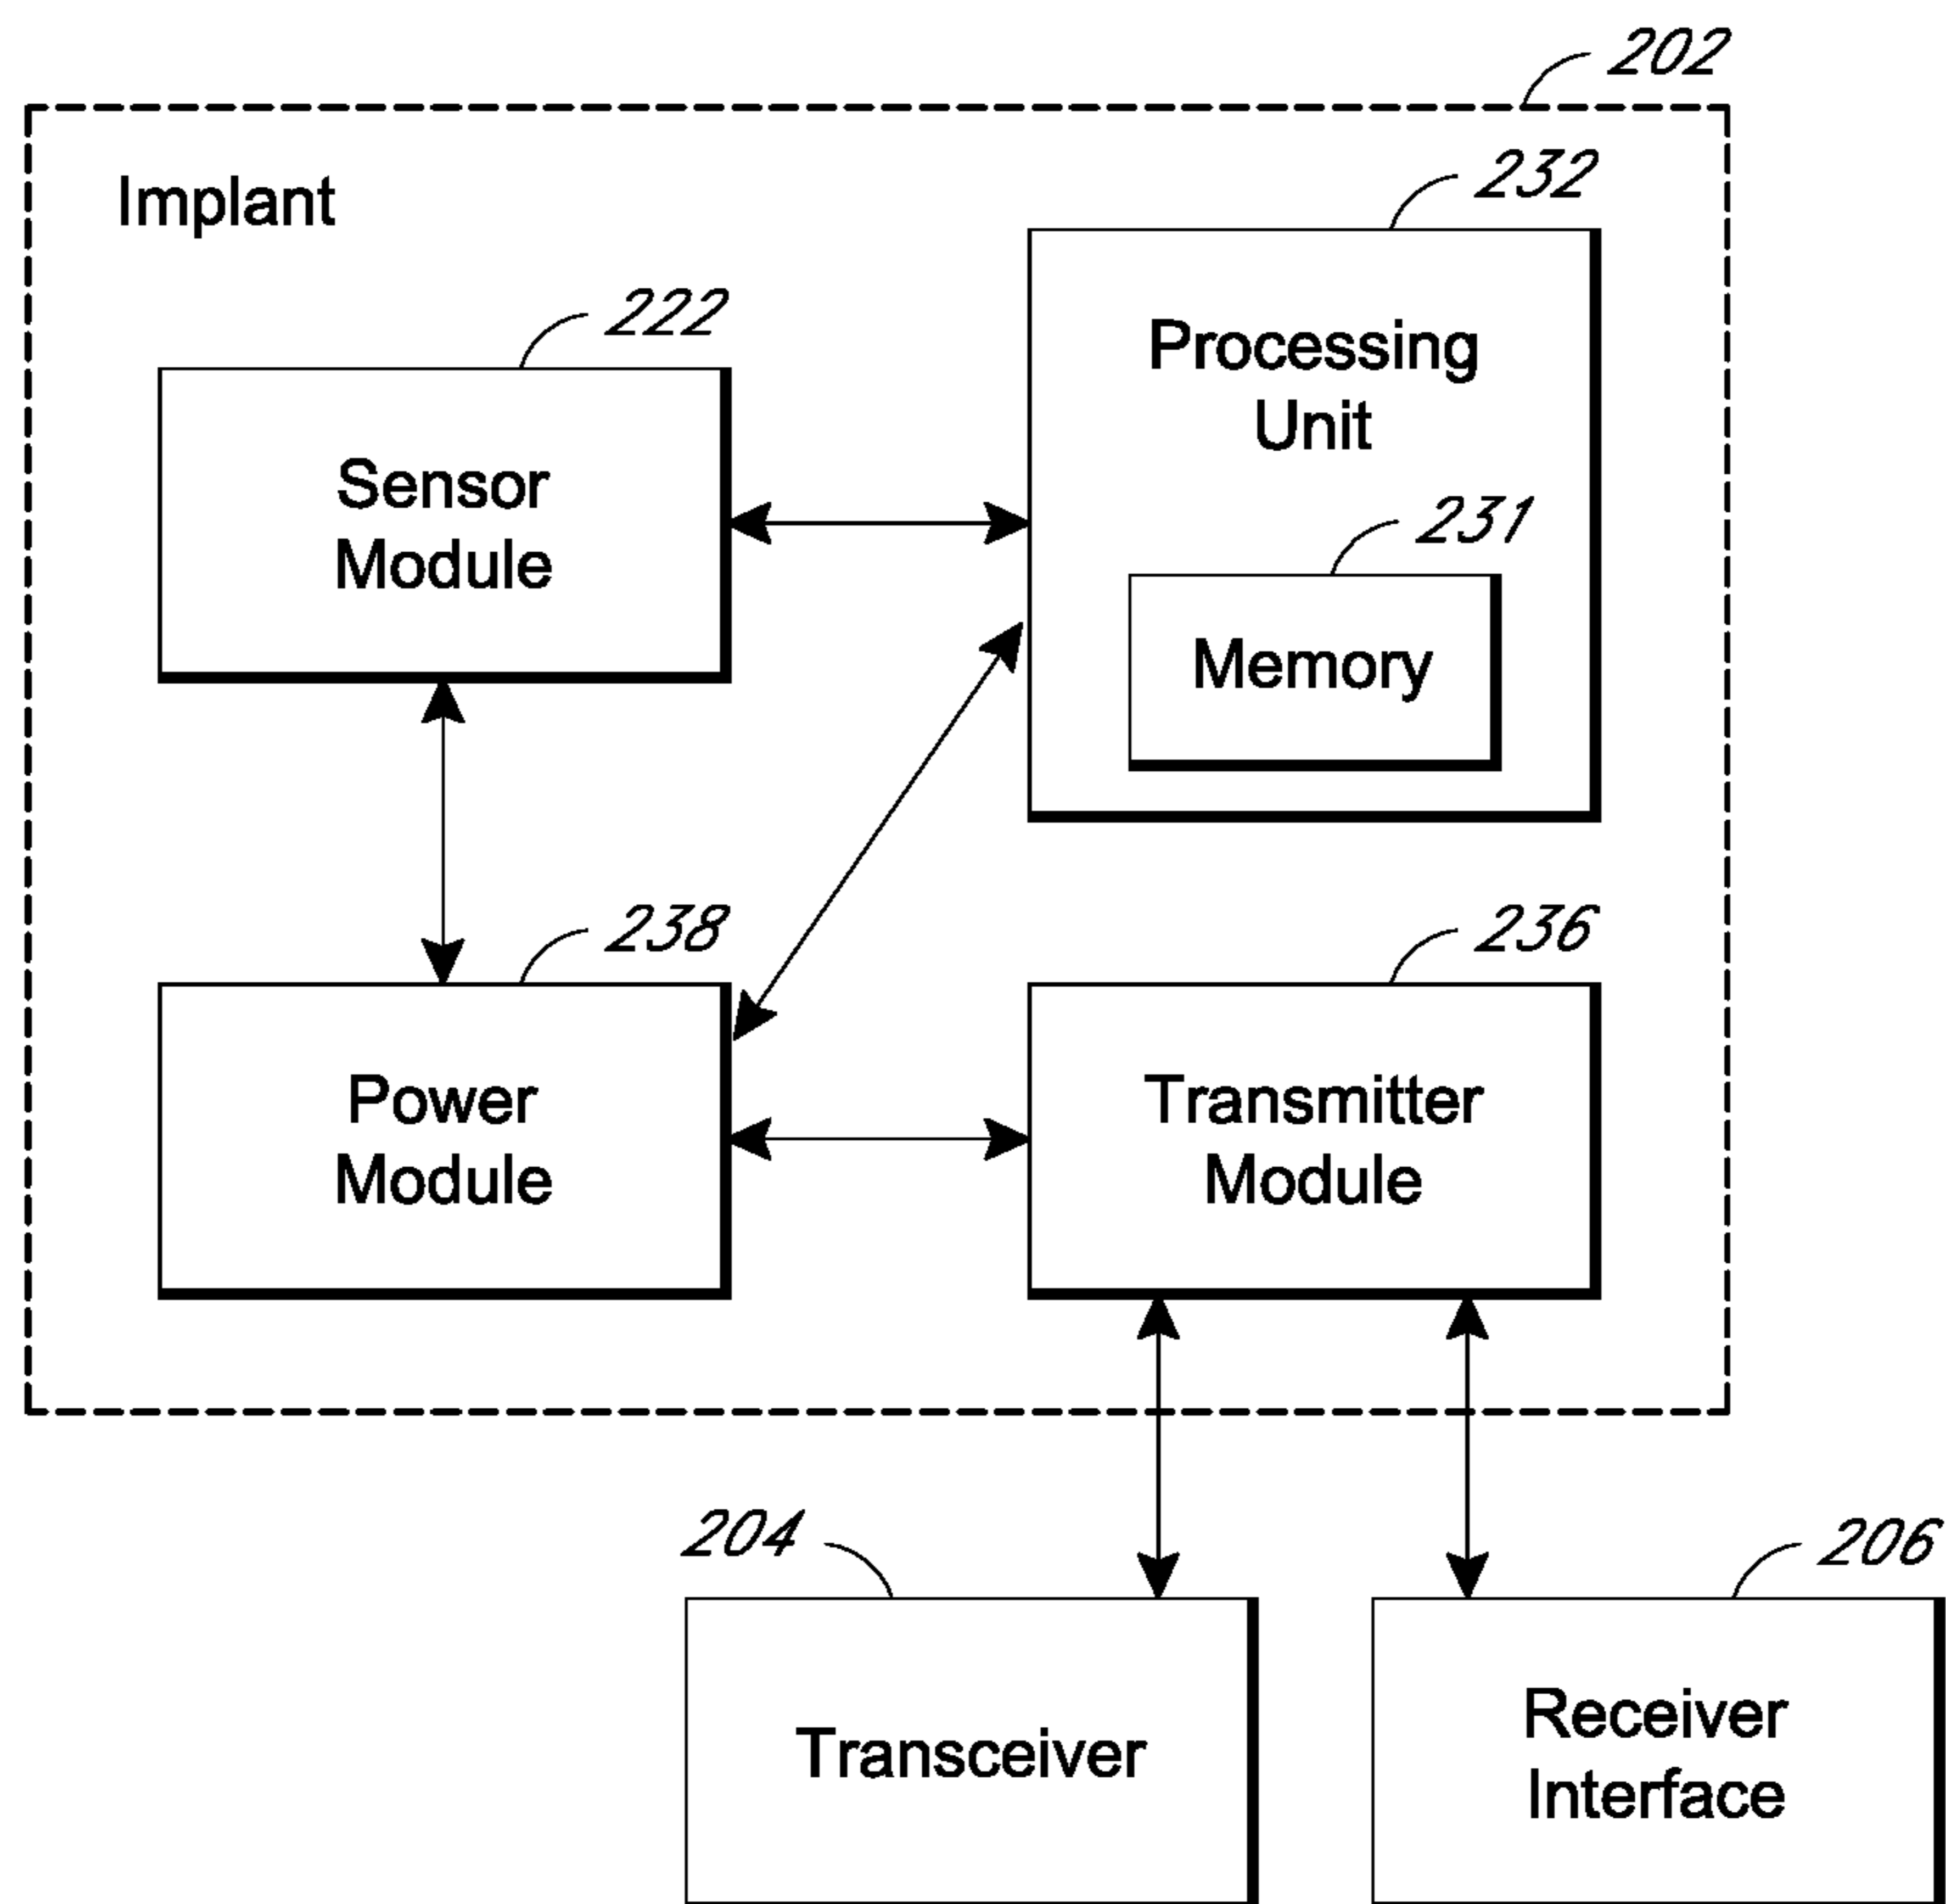 202
Implant
232
222
Processing
Unit
Sensor
Module
231
Memory
238
236
Power
Module
Transmitter
Module
204
206
Transceiver
Receiver
Interface